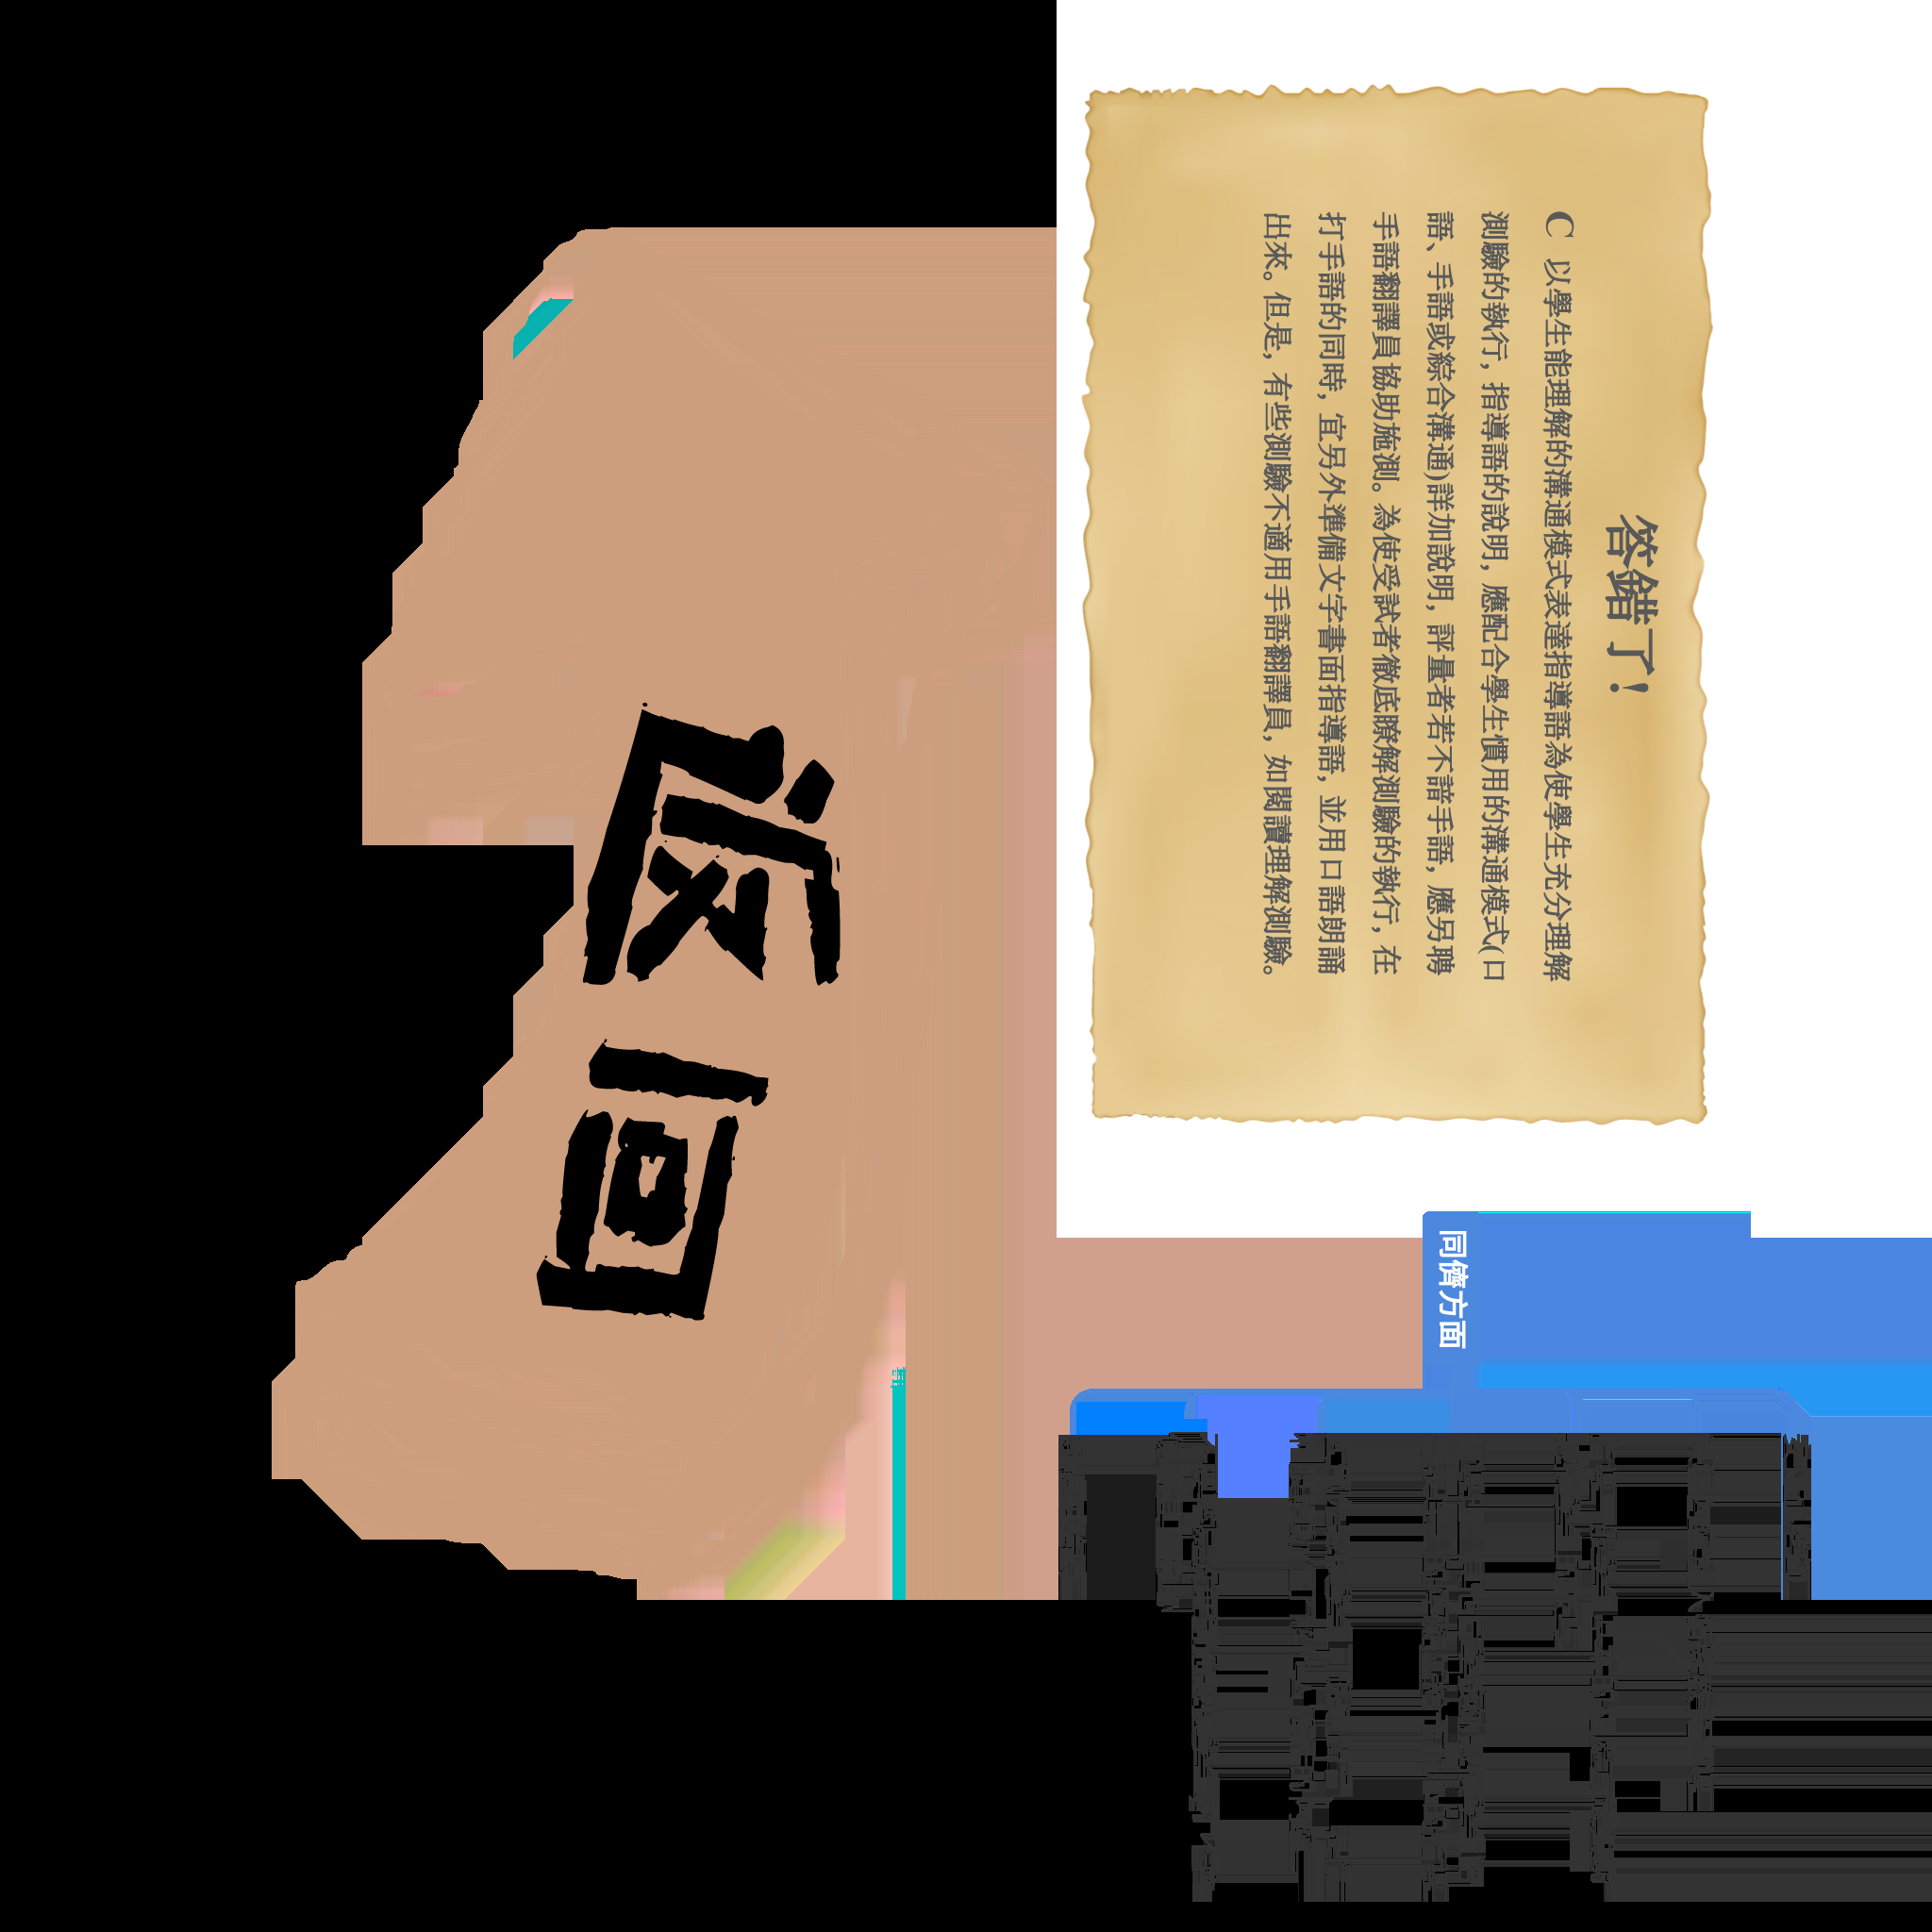 答錯了!
C 以學生能理解的溝通模式表達指導語為使學生充分理解
測驗的執行,指導語的說明,應配合學生慣用的溝通模式(口
語、手語或綜合溝通)詳加說明,評量者若不諳手語,應另聘
手語翻譯員協助施測。為使受試者徹底瞭解測驗的執行,在
打手語的同時,宜另外準備文字書面指導語,並用口語朗誦
出來。但是,有些測驗不適用手語翻譯員,如閱讀理解測驗。
返回
同儕方面